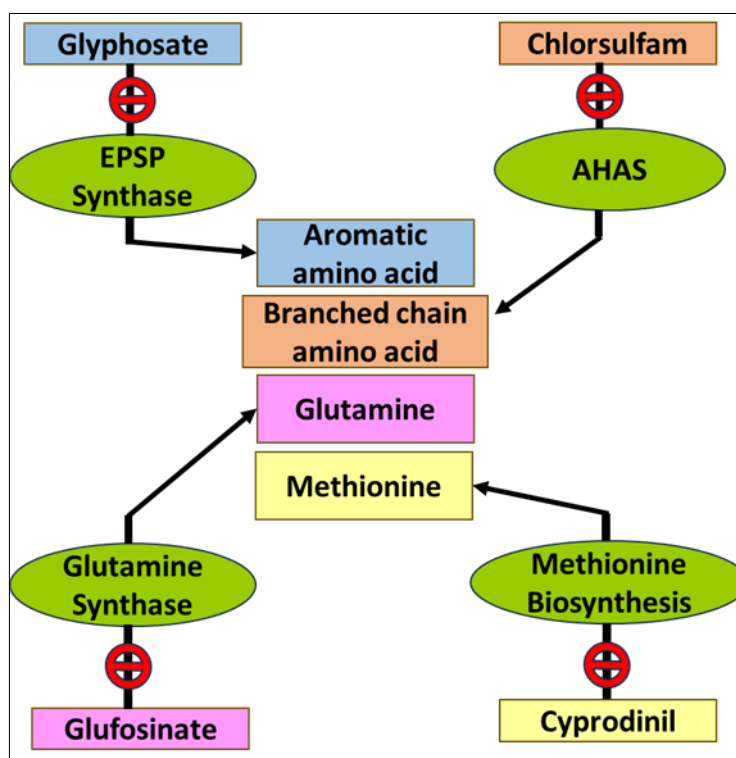 Glyphosate
Chlorsulfam
EPSP
Synthase
AHAS
Aromatic
amino acid
Branched chain
amino acid
Glutamine
Methionine
Glutamine
Synthase
Methionine
Biosynthesis
Glufosinate
Cyprodinil